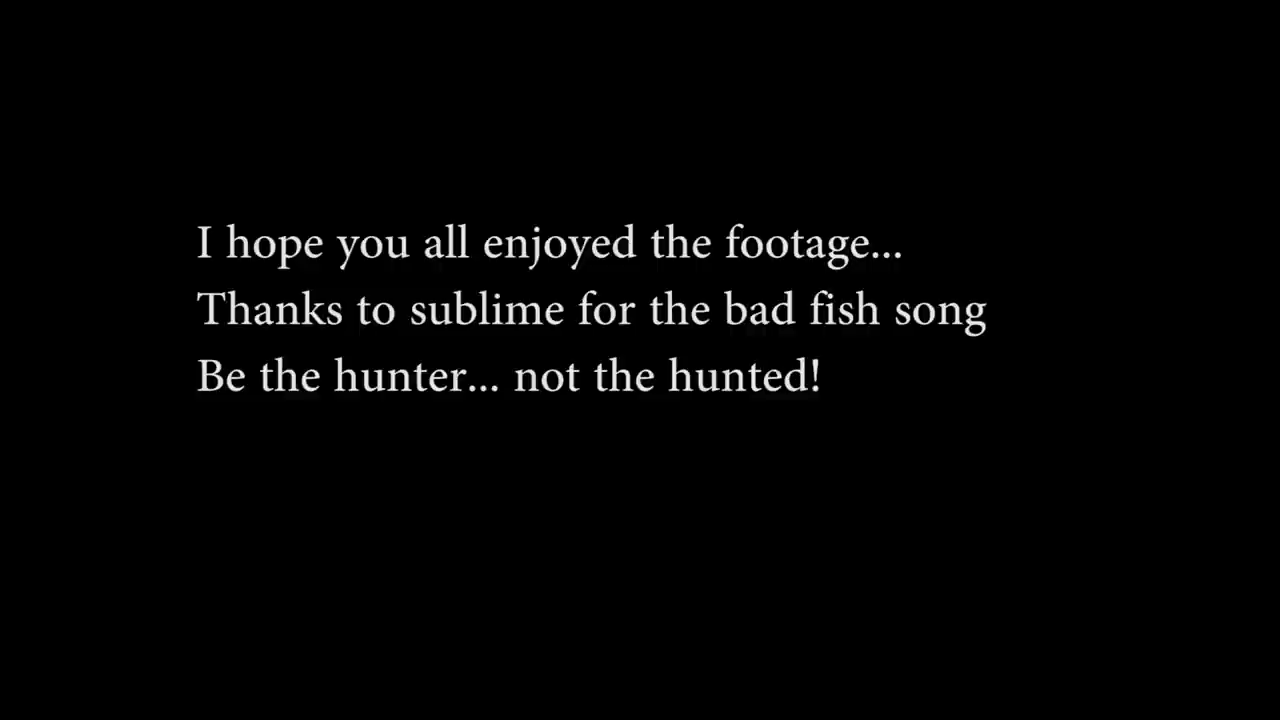 I hope you all enjoyed the footage...
Thanks to sublime for the bad fish song
Be the hunter... not the hunted!